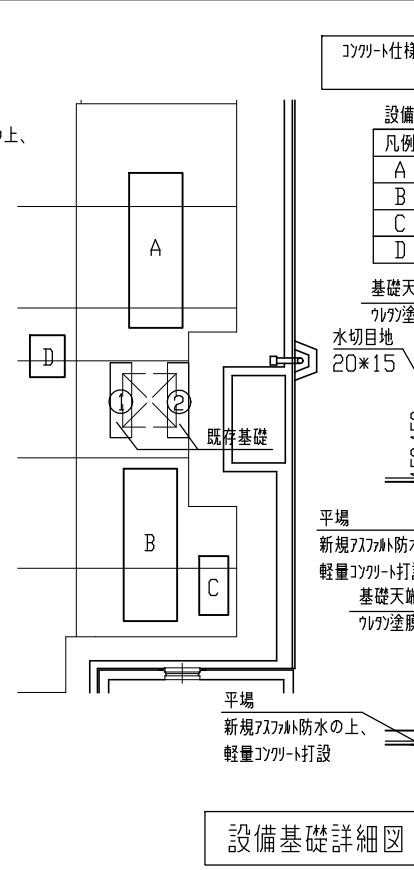 コンクリート仕様
上、
設備
凡例
A
B
C
D
A
D
基礎天
ウレタン塗
水切目地
20*15
① ②
既存基礎
B
C
平場
新規アスファルト防水
軽量コンクリート打設
基礎天端
ウレタン塗膜
平場
新規アスファルト防水の上、
軽量コンクリート打設
設備基礎詳細図